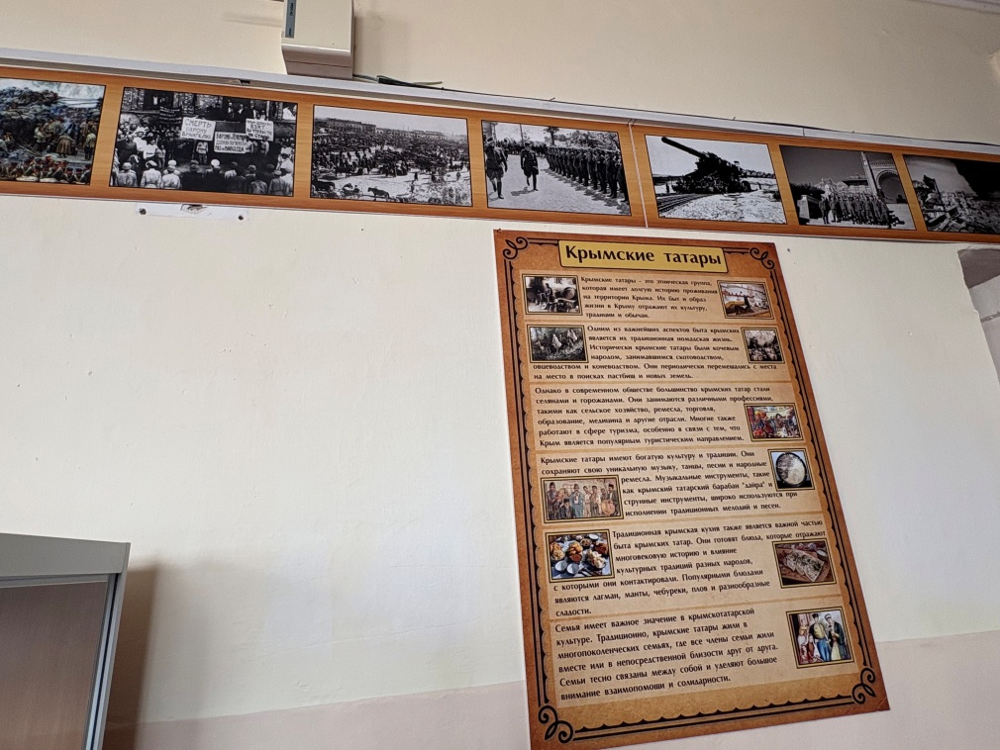 СМЕРТЬ
Крымские татары
Крымские татары - это этническая группа,
которая имеет долгую историю проживания
на территории Крыма. Их быт и образ
жизни в Крыму отражают их культуру,
традиции и обычаи.
Одним из важнейших аспектов быта крымских
является их традиционная номадская жизнь.
Исторически крымские татары были кочевым
народом, занимавшимся скотоводством,
овцеводством и коневодством. Они периодически перемещались с места
на место в поисках пастбищ и новых земель.
Однако в современном обществе большинство крымских татар стали
селянами и горожанами. Они занимаются различными профессиями,
такими как сельское хозяйство, ремесла, торговля,
образование, медицина и другие отрасли. Многие также
работают в сфере туризма, особенно в связи с тем, что
Крым является популярным туристическим направлением.
Крымские татары имеют богатую культуру и традиции. Они
сохраняют свою уникальную музыку, танцы, песни и народные
ремесла. Музыкальные инструменты, такие
как крымский татарский барабан "дайра" и
струнные инструменты, широко используются при
исполнении традиционных мелодий и песен.
Традиционная крымская кухня также является важной частью
быта крымских татар. Они готовят блюда, которые отражают
многовековую историю и влияние
культурных традиций разных народов,
с которыми они контактировали. Популярными блюдами
являются лагман, манты, чебуреки, плов и разнообразные
сладости.
Семья имеет важное значение в крымскотатарской
культуре. Традиционно, крымские татары жили в
многопоколенческих семьях, где все члены семьи жили
вместе или в непосредственной близости друг от друга.
Семьи тесно связаны между собой и уделяют большое
внимание взаимопомощи и солидарности.